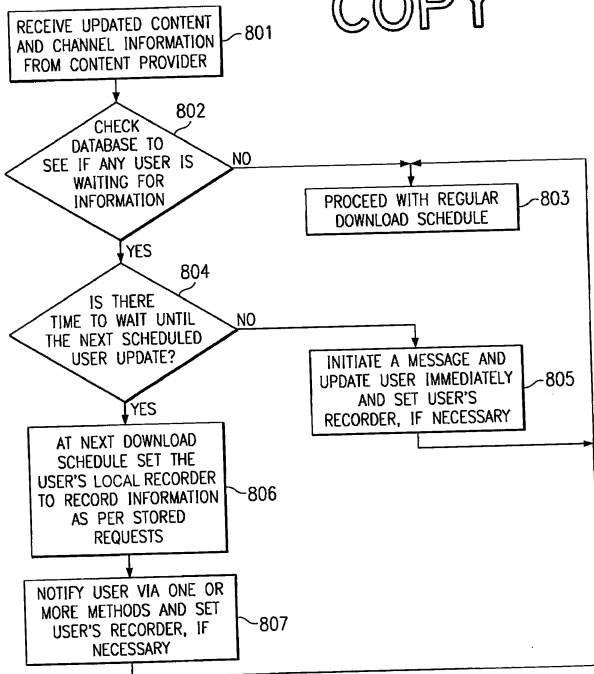 COPY
RECEIVE UPDATED CONTENT
AND CHANNEL INFORMATION
FROM CONTENT PROVIDER
801
802
CHECK
DATABASE TO
SEE IF ANY USER IS
WAITING FOR
INFORMATION
NO
PROCEED WITH REGULAR
DOWNLOAD SCHEDULE
803
YES
804
IS THERE
TIME TO WAIT UNTIL
THE NEXT SCHEDULED
USER UPDATE?
NO
INITIATE A MESSAGE AND
UPDATE USER IMMEDIATELY
AND SET USER'S
RECORDER, IF NECESSARY
805
YES
AT NEXT DOWNLOAD
SCHEDULE SET THE
USER'S LOCAL RECORDER
TO RECORD INFORMATION
AS PER STORED
REQUESTS
806
NOTIFY USER VIA ONE OR
MORE METHODS AND SET
USER'S RECORDER, IF
NECESSARY
807